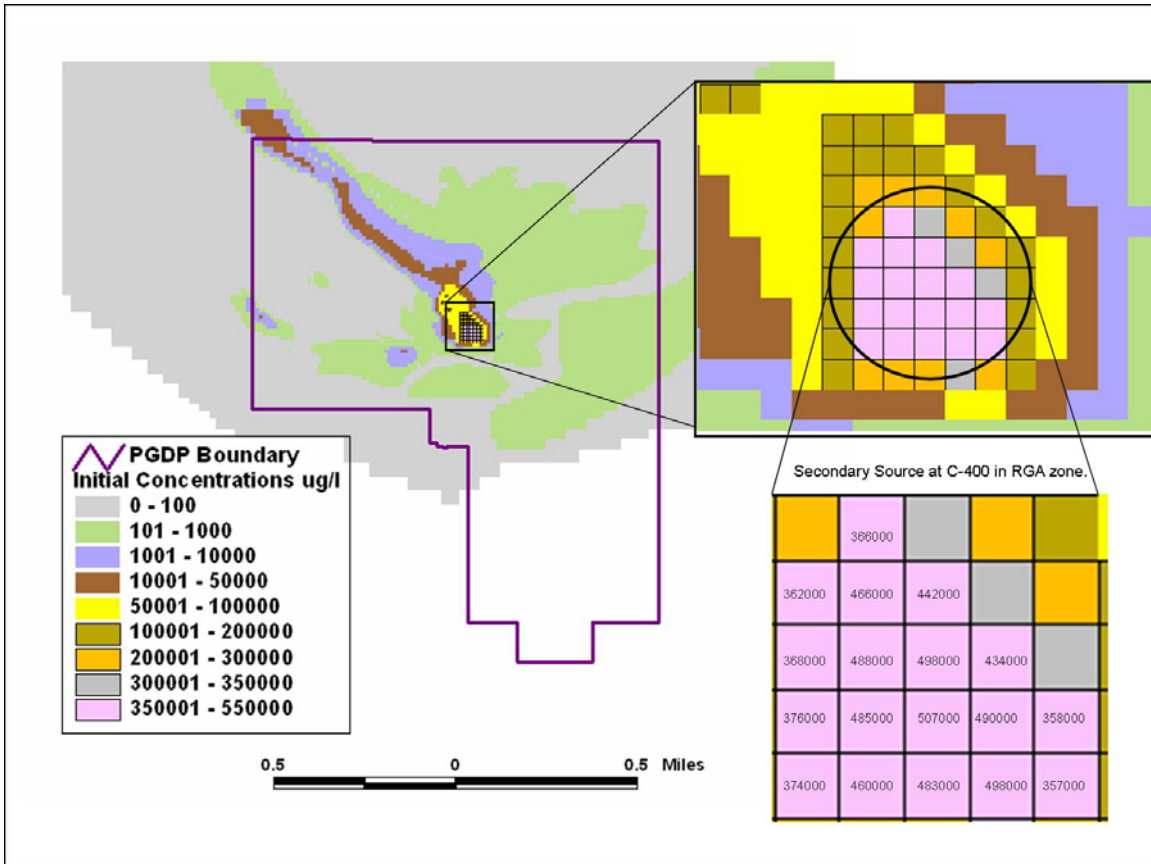 PGDP Boundary
Initial Concentrations ug/l
0 - 100
101 - 1000
1001 - 10000
10001 - 50000
50001 - 100000
100001 - 200000
200001 - 300000
300001 - 350000
350001 - 550000
0.5 0 0.5 Miles
Secondary Source at C-400 in RGA zone.
366000
362000 466000 442000
368000 488000 498000 434000
376000 485000 507000 490000 358000
374000 460000 483000 498000 357000